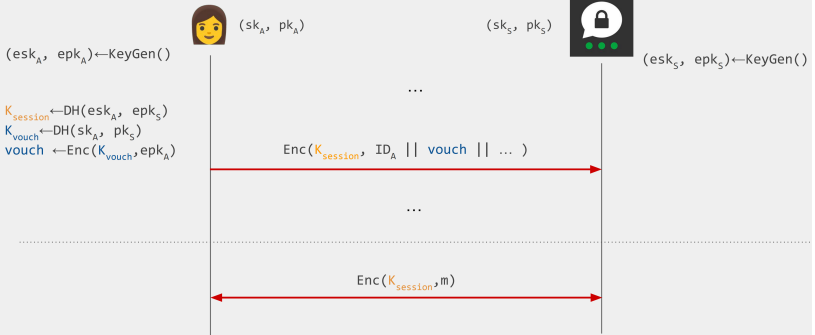 (sk_A, pk_A)
(sk_S, pk_S)
(esk_A, epk_A)←KeyGen()
(esk_S, epk_S)←KeyGen()
...
K_session←DH(esk_A, epk_S)
K_vouch←DH(sk_A, pk_S)
vouch ←Enc(K_vouch,epk_A)
Enc(K_session, ID_A || vouch || … )
...
Enc(K_session,m)